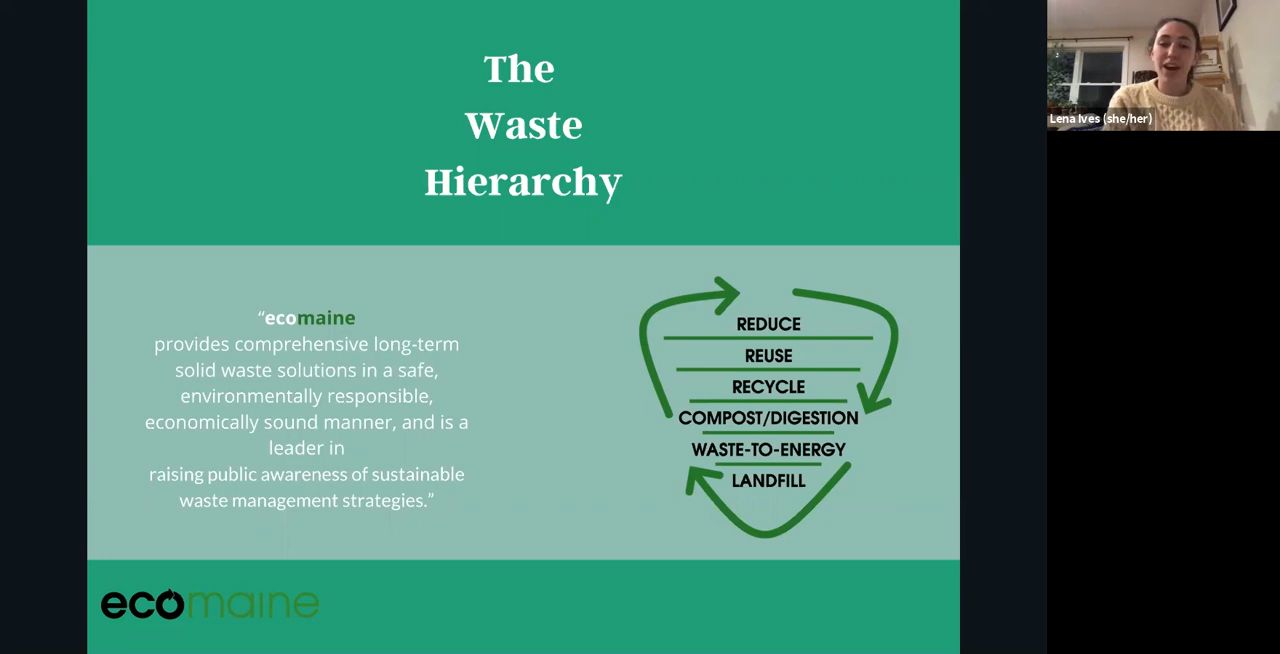 The
Waste
Hierarchy
“ecomaine
provides comprehensive long-term
solid waste solutions in a safe,
environmentally responsible,
economically sound manner, and is a
leader in
raising public awareness of sustainable
waste management strategies.”
REDUCE
REUSE
RECYCLE
COMPOST/DIGESTION
WASTE-TO-ENERGY
LANDFILL
ecomaine
Lena Ives (she/her)